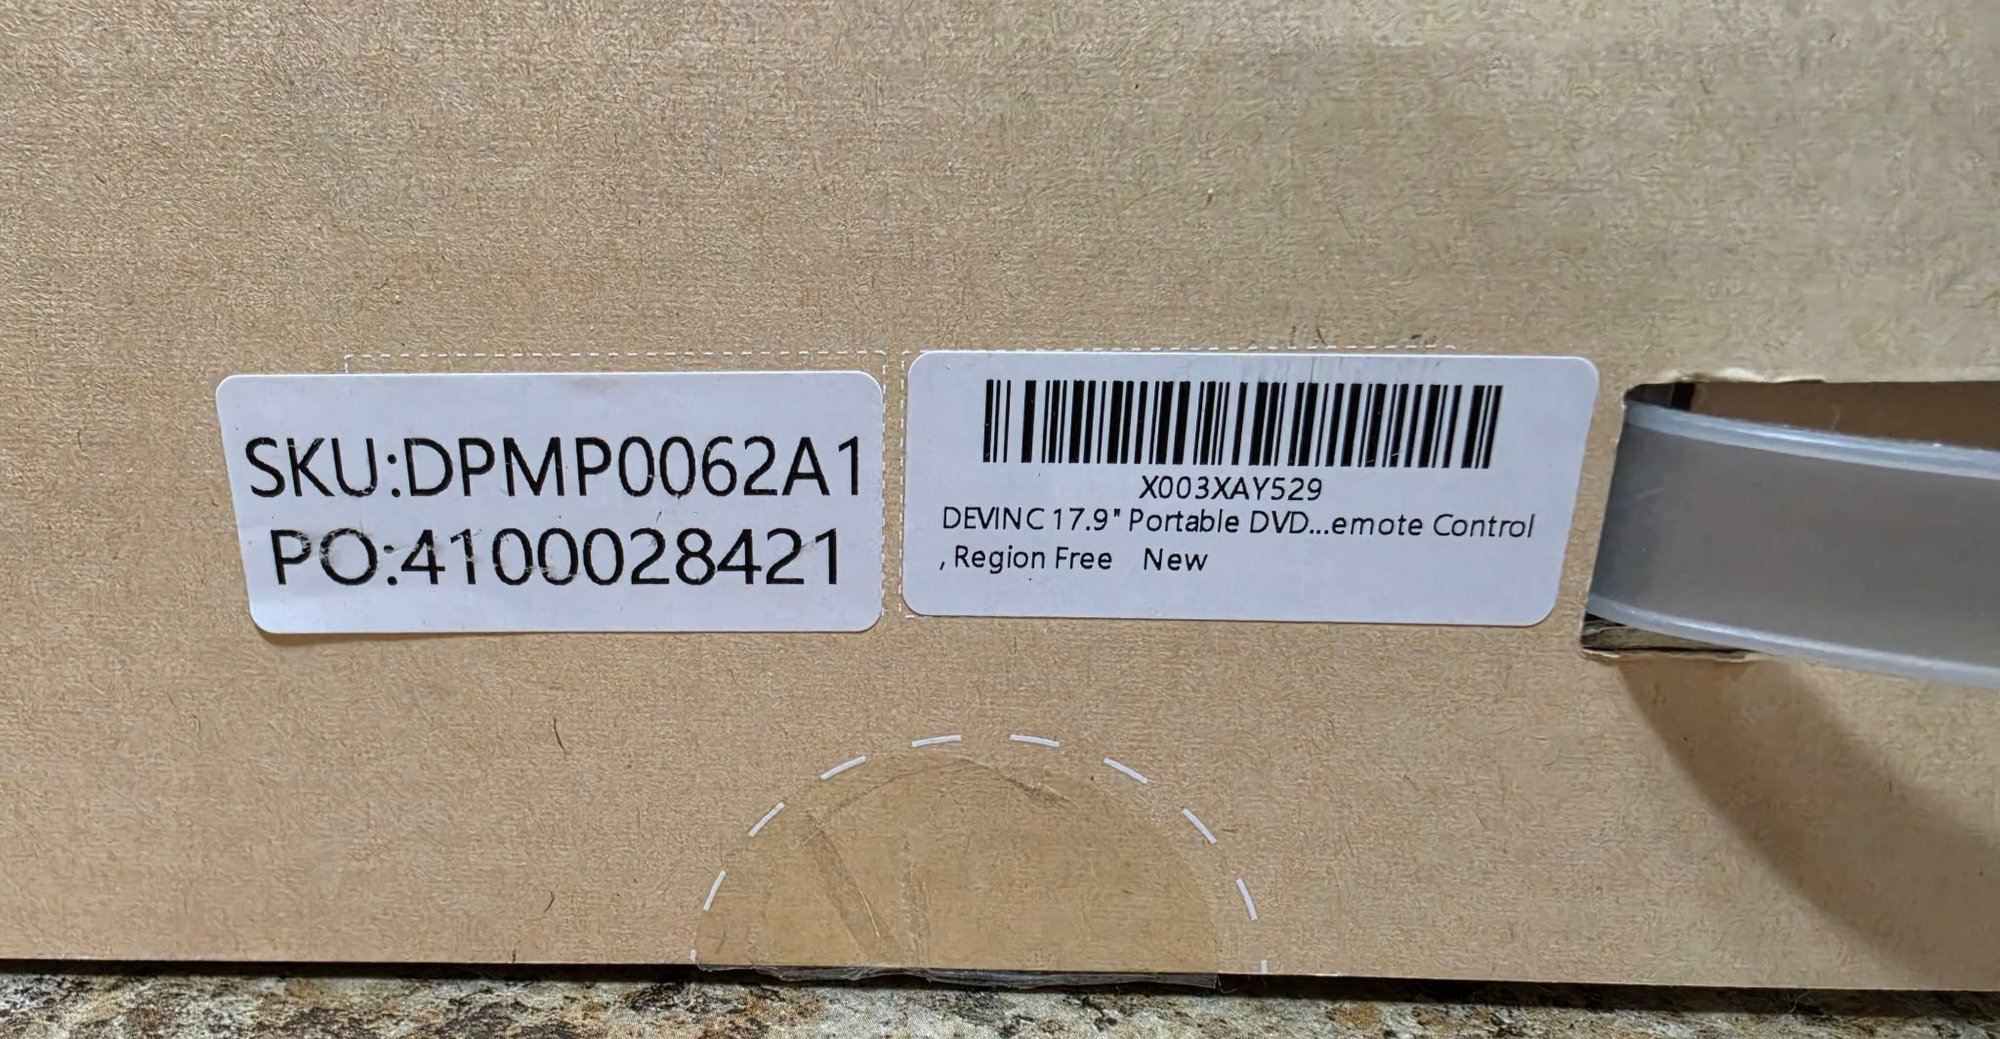 SKU:DPMP0062A1
PO:4100028421
X003XAY529
DEVINC 17.9" Portable DVD...emote Control
, Region Free New